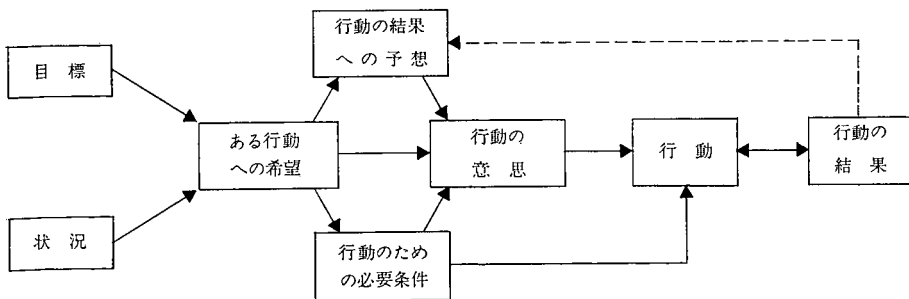 行動の結果
への予想
目標
ある行動
への希望
行動の
意思
行動
行動の
結果
状況
行動のため
の必要条件